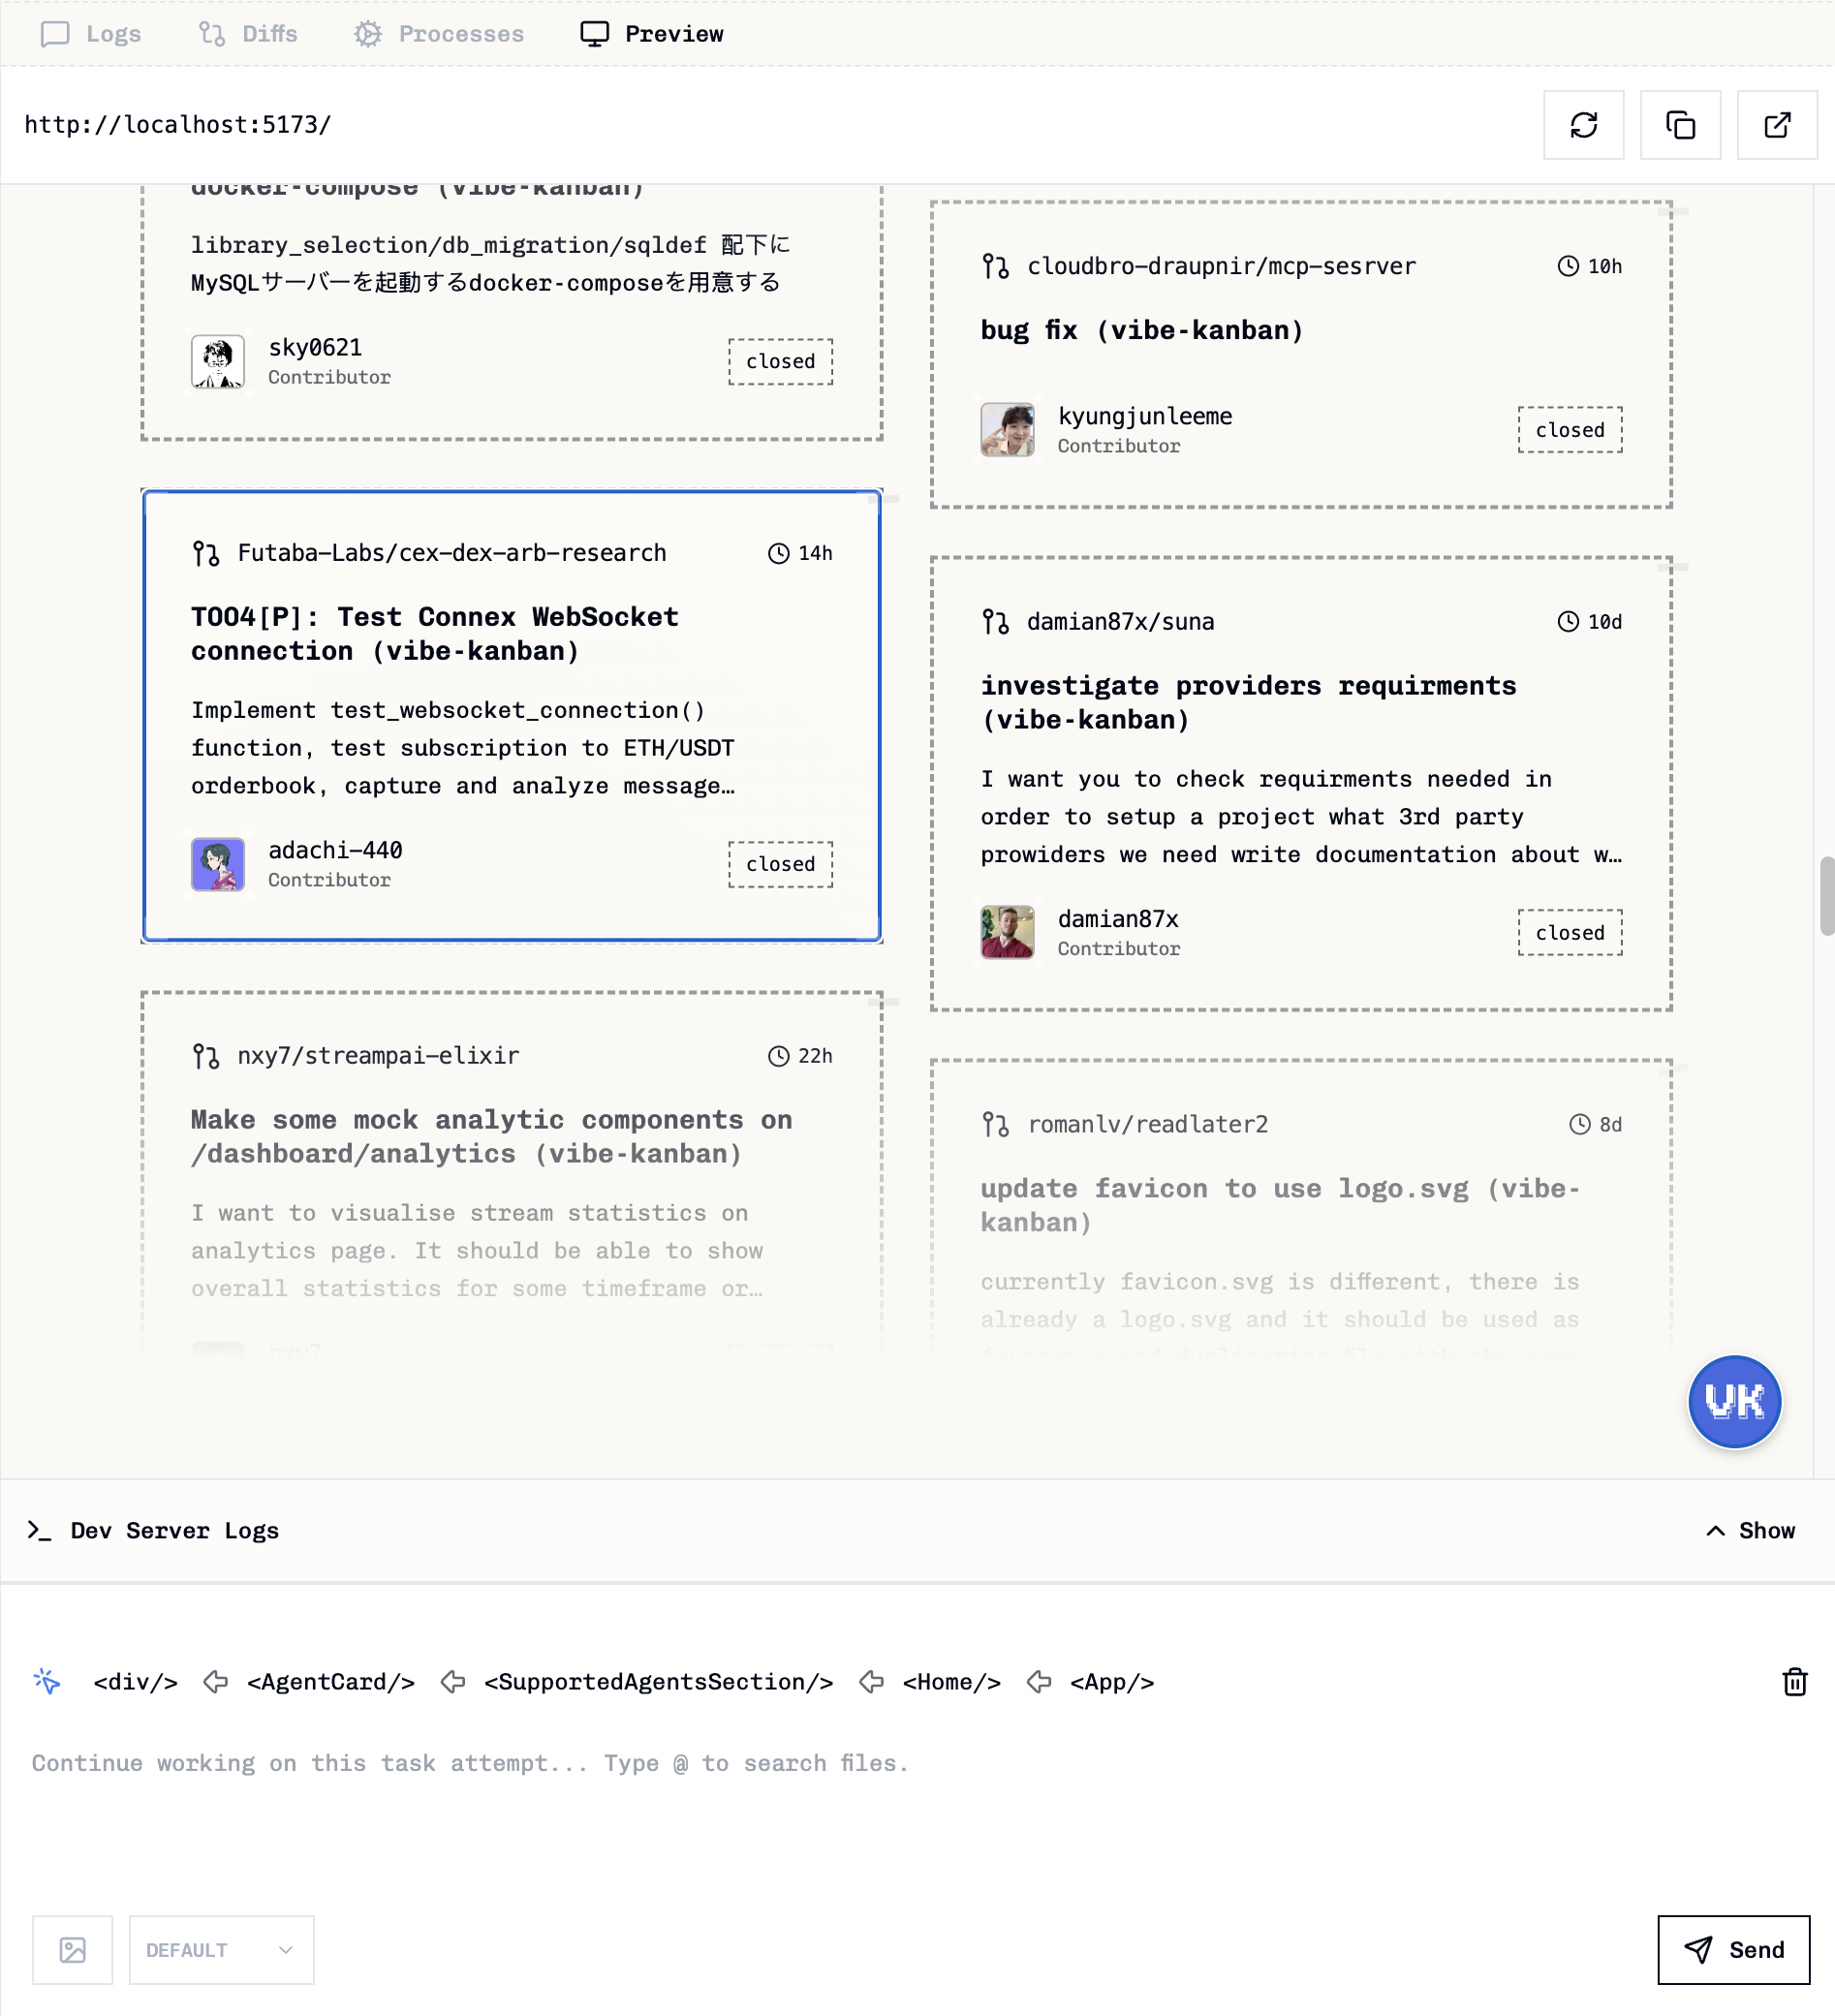 Logs
Diffs
Processes
Preview
http://localhost:5173/
docker-compose (vibe-kanban)
library_selection/db_migration/sqldef 配下に
MySQLサーバーを起動するdocker-composeを用意する
sky0621
Contributor
closed
Futaba-Labs/cex-dex-arb-research
14h
T004[P]: Test Connex WebSocket
connection (vibe-kanban)
Implement test_websocket_connection()
function, test subscription to ETH/USDT
orderbook, capture and analyze message…
adachi-440
Contributor
closed
nxy7/streampai-elixir
22h
Make some mock analytic components on
/dashboard/analytics (vibe-kanban)
I want to visualise stream statistics on
analytics page. It should be able to show
overall statistics for some timeframe or…
nxy7
cloudbro-draupnir/mcp-sesrver
10h
bug fix (vibe-kanban)
kyungjunleeme
Contributor
closed
damian87x/suna
10d
investigate providers requirments
(vibe-kanban)
I want you to check requirments needed in
order to setup a project what 3rd party
prowiders we need write documentation about w…
damian87x
Contributor
closed
romanlv/readlater2
8d
update favicon to use logo.svg (vibe-
kanban)
currently favicon.svg is different, there is
already a logo.svg and it should be used as
VK
Dev Server Logs
Show
<div/>
<AgentCard/>
<SupportedAgentsSection/>
<Home/>
<App/>
Continue working on this task attempt... Type @ to search files.
DEFAULT
Send